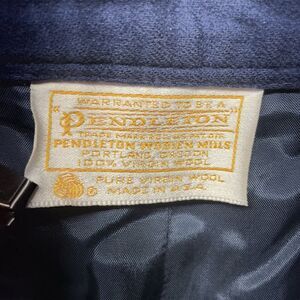 WARRANTED TO BE A
"PENDLETON"
TRADE MARK REG. U.S. PAT. OFF.
PENDLETON WOOLEN MILLS
PORTLAND, OREGON
100% VIRGIN WOOL
PURE VIRGIN WOOL
MADE IN U.S.A.